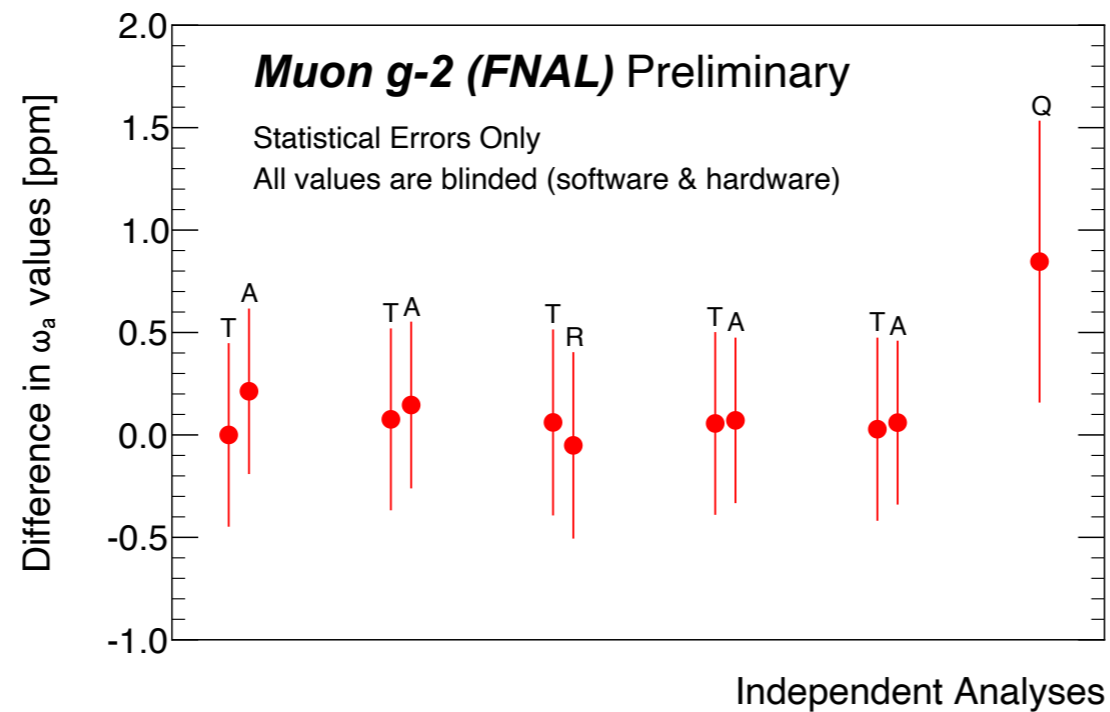 Muon g-2 (FNAL) Preliminary
Statistical Errors Only
All values are blinded (software & hardware)
Difference in ωa values [ppm]
2.0
1.5
1.0
0.5
0.0
-0.5
-1.0
T A
T A
T R
T A
T A
Q
Independent Analyses